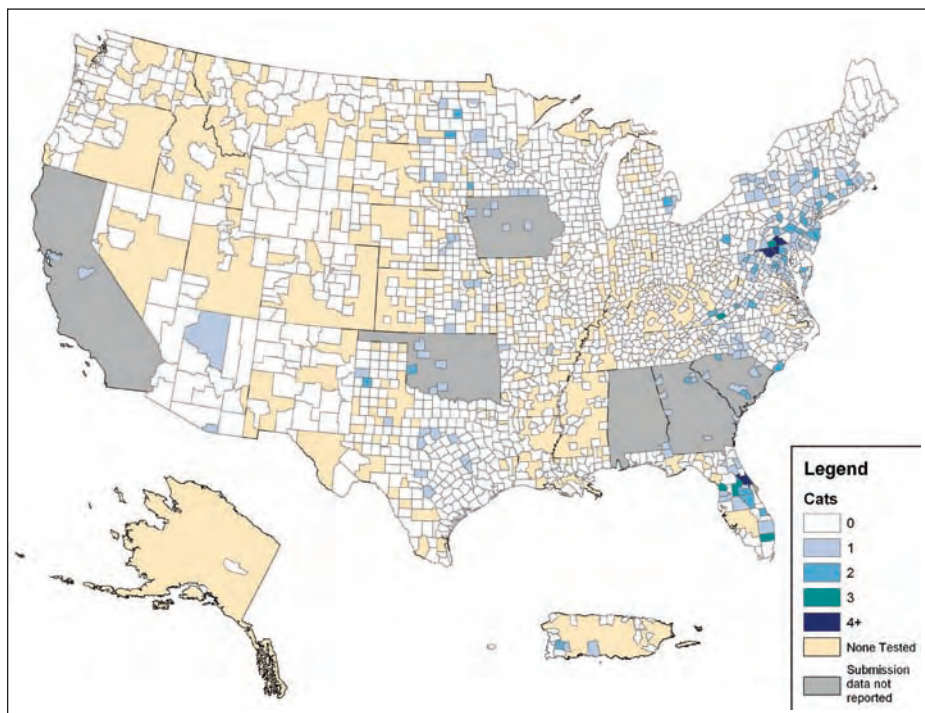 Legend
Cats
0
1
2
3
4+
None Tested
Submission
data not
reported